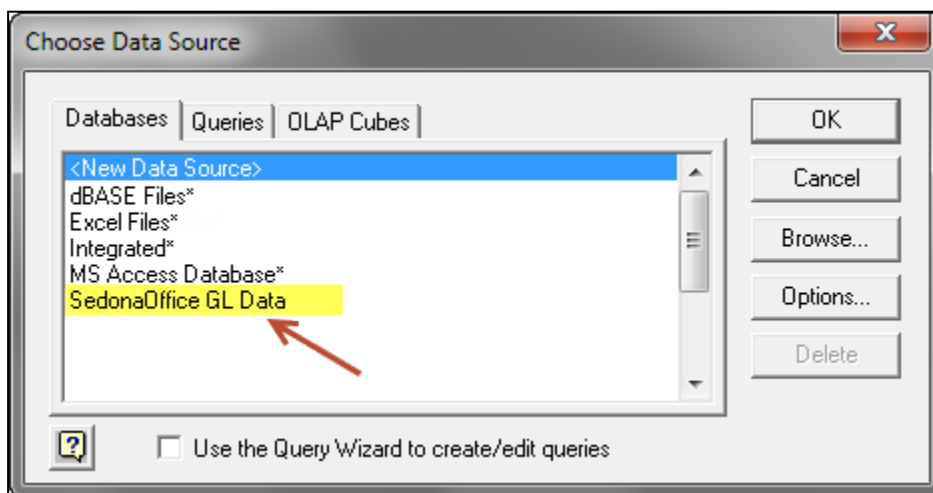 Choose Data Source
x
Databases
Queries
OLAP Cubes
<New Data Source>
dBASE Files*
Excel Files*
Integrated*
MS Access Database*
SedonaOffice GL Data
OK
Cancel
Browse...
Options...
Delete
?
Use the Query Wizard to create/edit queries